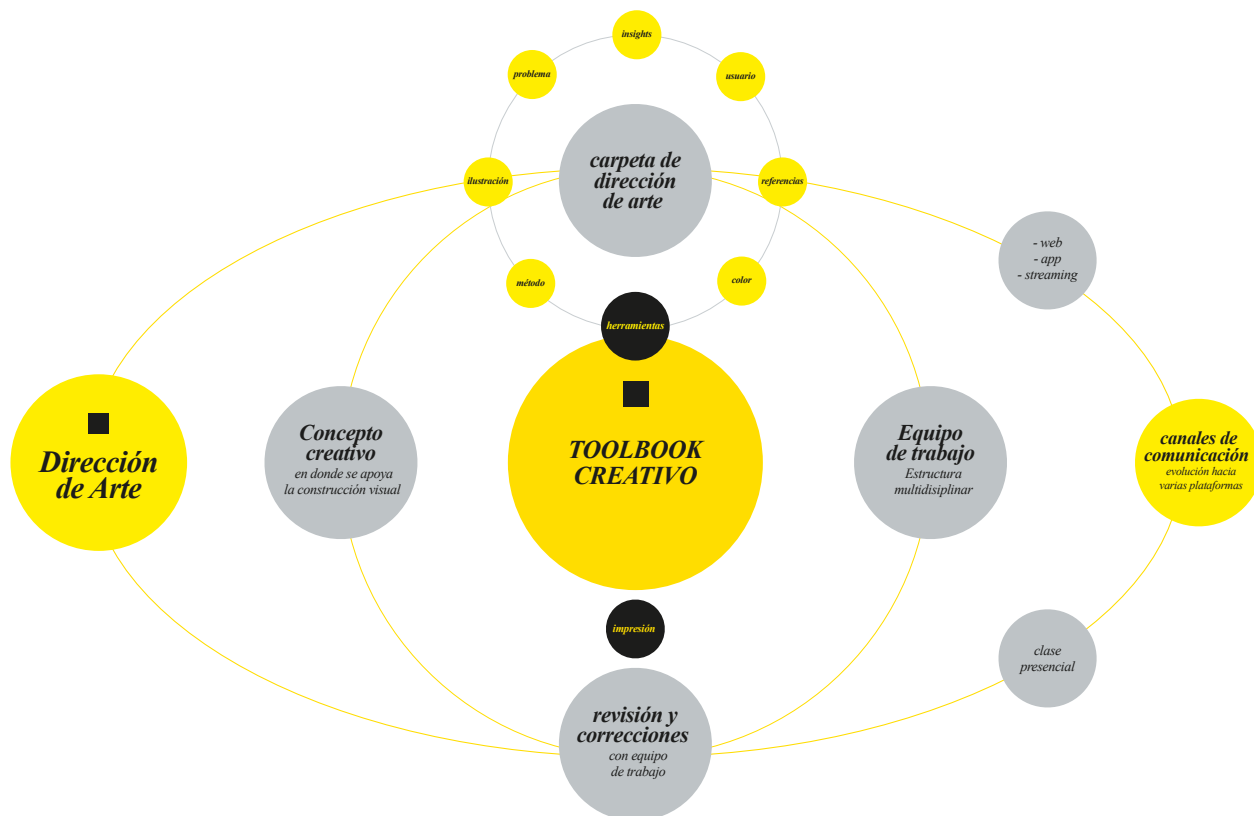 insights
problema
usuario
carpeta de
dirección
de arte
ilustración
referencias
- web
- app
- streaming
método
color
herramientas
Dirección
de Arte
Concepto
creativo
en donde se apoya
la construcción visual
TOOLBOOK
CREATIVO
Equipo
de trabajo
Estructura
multidisiplinar
canales de
comunicación
evolución hacia
varias plataformas
impresión
clase
presencial
revisión y
correcciones
con equipo
de trabajo